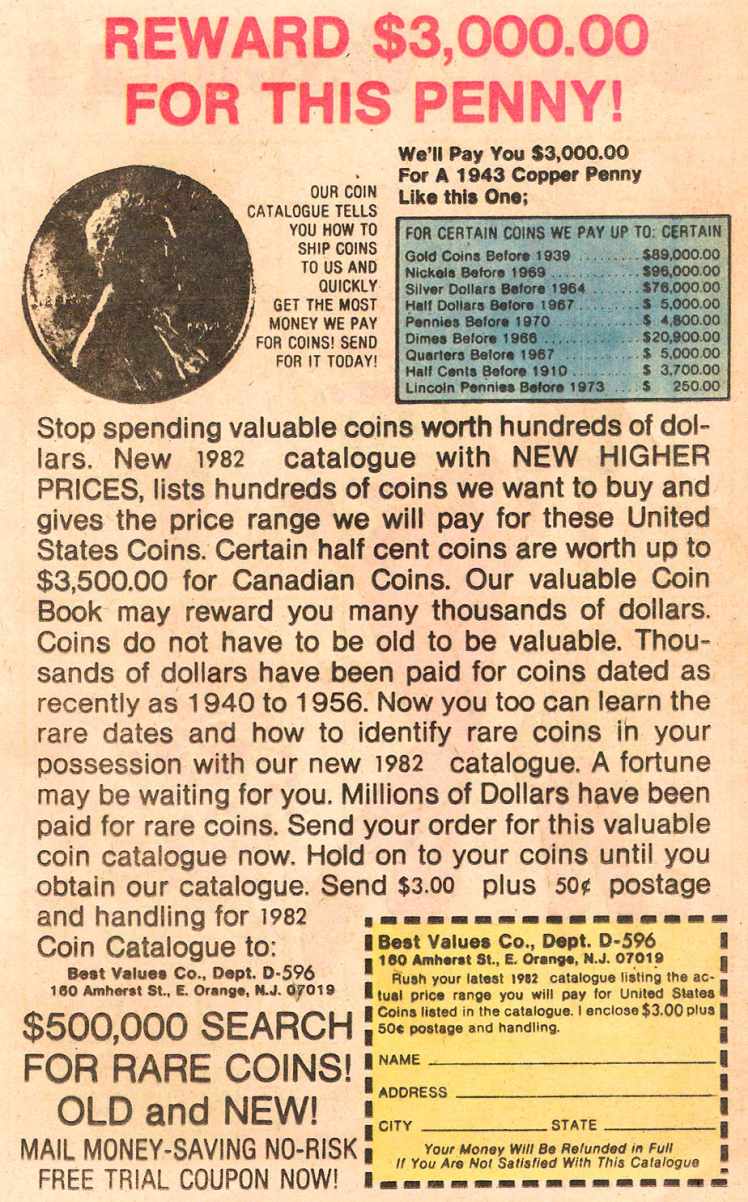 REWARD $3,000.00
FOR THIS PENNY!
OUR COIN
CATALOGUE TELLS
YOU HOW TO
SHIP COINS
TO US AND
QUICKLY
GET THE MOST
MONEY WE PAY
FOR COINS! SEND
FOR IT TODAY!
We'll Pay You $3,000.00
For A 1943 Copper Penny
Like this One;
FOR CERTAIN COINS WE PAY UP TO: CERTAIN
Gold Coins Before 1939 ......... $89,000.00
Nickels Before 1969 ............ $96,000.00
Silver Dollars Before 1964 ..... $76,000.00
Half Dollars Before 1967 ....... $ 5,000.00
Pennies Before 1970 ............ $ 4,800.00
Dimes Before 1966 .............. $20,900.00
Quarters Before 1967 ........... $ 5,000.00
Half Cents Before 1910 ......... $ 3,700.00
Lincoln Pennies Before 1973 .... $ 250.00
Stop spending valuable coins worth hundreds of dol-
lars. New 1982 catalogue with NEW HIGHER
PRICES, lists hundreds of coins we want to buy and
gives the price range we will pay for these United
States Coins. Certain half cent coins are worth up to
$3,500.00 for Canadian Coins. Our valuable Coin
Book may reward you many thousands of dollars.
Coins do not have to be old to be valuable. Thou-
sands of dollars have been paid for coins dated as
recently as 1940 to 1956. Now you too can learn the
rare dates and how to identify rare coins in your
possession with our new 1982 catalogue. A fortune
may be waiting for you. Millions of Dollars have been
paid for rare coins. Send your order for this valuable
coin catalogue now. Hold on to your coins until you
obtain our catalogue. Send $3.00 plus 50¢ postage
and handling for 1982
Coin Catalogue to:
Best Values Co., Dept. D-596
160 Amherst St., E. Orange, N.J. 07019
$500,000 SEARCH
FOR RARE COINS!
OLD and NEW!
MAIL MONEY-SAVING NO-RISK
FREE TRIAL COUPON NOW!
Best Values Co., Dept. D-596
160 Amherst St., E. Orange, N.J. 07019
Rush your latest 1982 catalogue listing the ac-
tual price range you will pay for United States
Coins listed in the catalogue. I enclose $3.00 plus
50¢ postage and handling.
NAME
ADDRESS
CITY STATE
Your Money Will Be Refunded in Full
If You Are Not Satisfied With This Catalogue